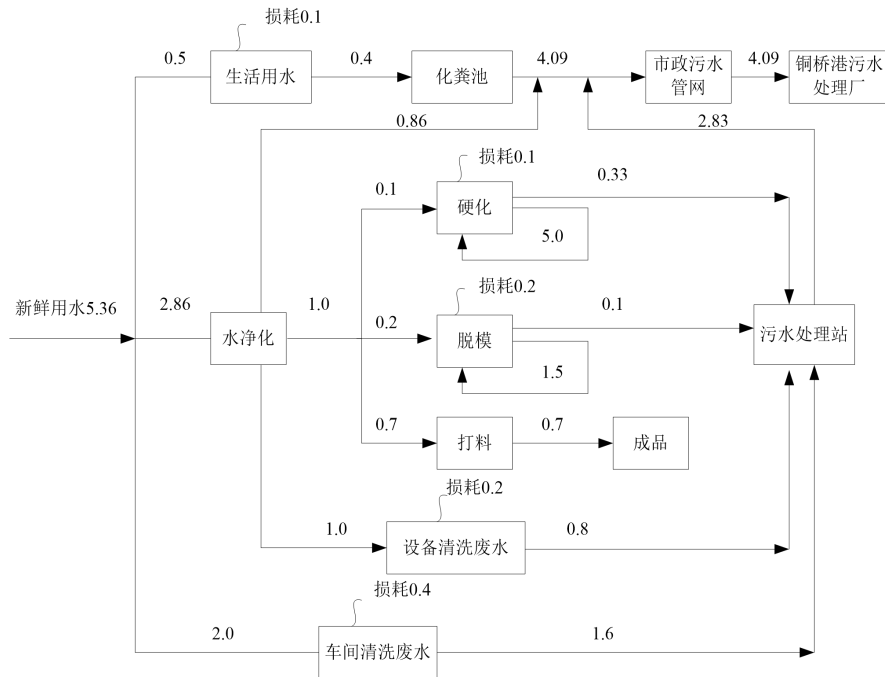 损耗0.1
0.5
生活用水
0.4
化粪池
4.09
市政污水
管网
4.09
铜桥港污水
处理厂
0.86
2.83
损耗0.1
0.1
硬化
0.33
5.0
新鲜用水5.36
2.86
水净化
1.0
损耗0.2
0.2
脱模
0.1
1.5
污水处理站
0.7
打料
0.7
成品
损耗0.2
1.0
设备清洗废水
0.8
损耗0.4
2.0
车间清洗废水
1.6